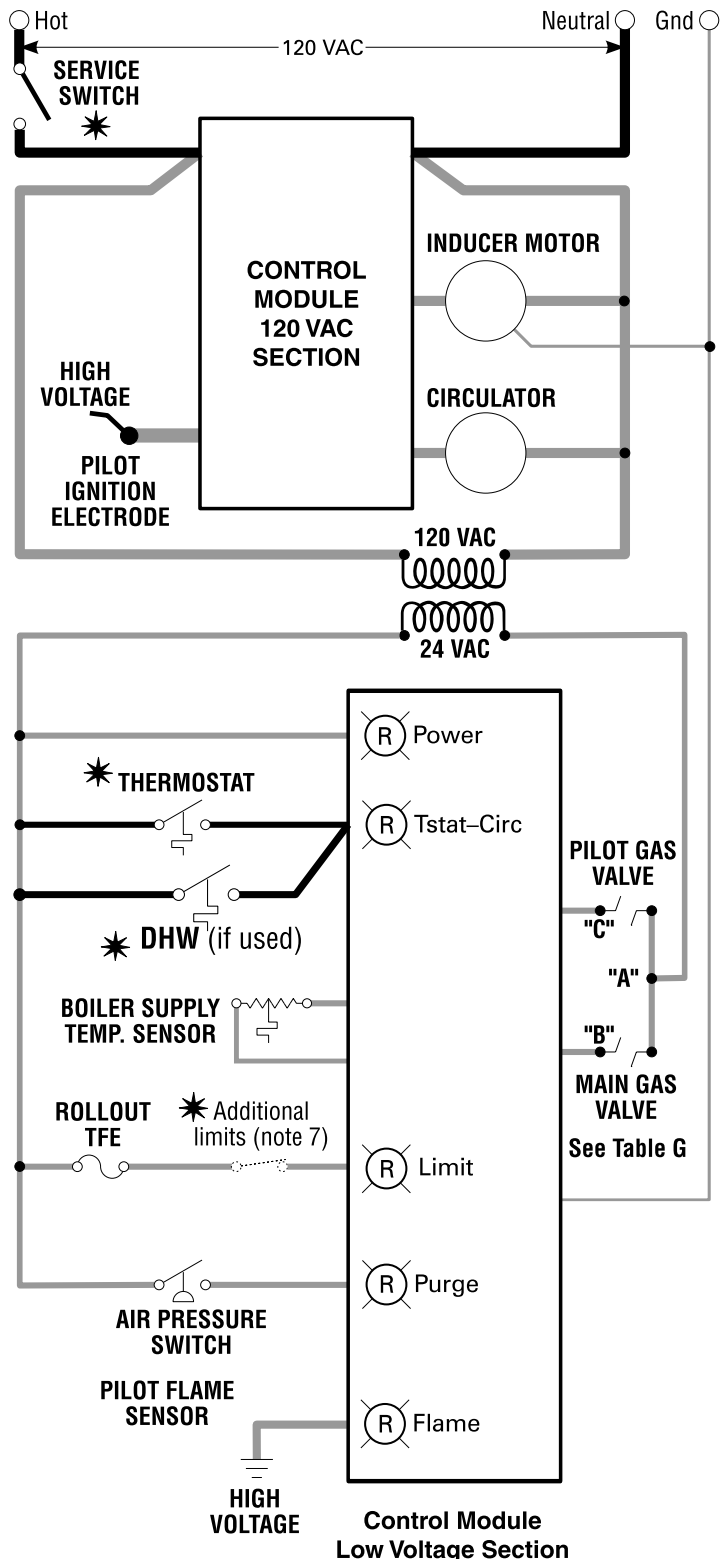 Hot
Neutral
Gnd
120 VAC
SERVICE
SWITCH
INDUCER MOTOR
CONTROL
MODULE
120 VAC
SECTION
HIGH
VOLTAGE
CIRCULATOR
PILOT
IGNITION
ELECTRODE
120 VAC
24 VAC
R Power
THERMOSTAT
R Tstat–Circ
PILOT GAS
VALVE
"C"
DHW (if used)
"A"
BOILER SUPPLY
TEMP. SENSOR
"B"
MAIN GAS
VALVE
See Table G
ROLLOUT
TFE
Additional
limits (note 7)
R Limit
R Purge
AIR PRESSURE
SWITCH
PILOT FLAME
SENSOR
R Flame
HIGH
VOLTAGE
Control Module
Low Voltage Section